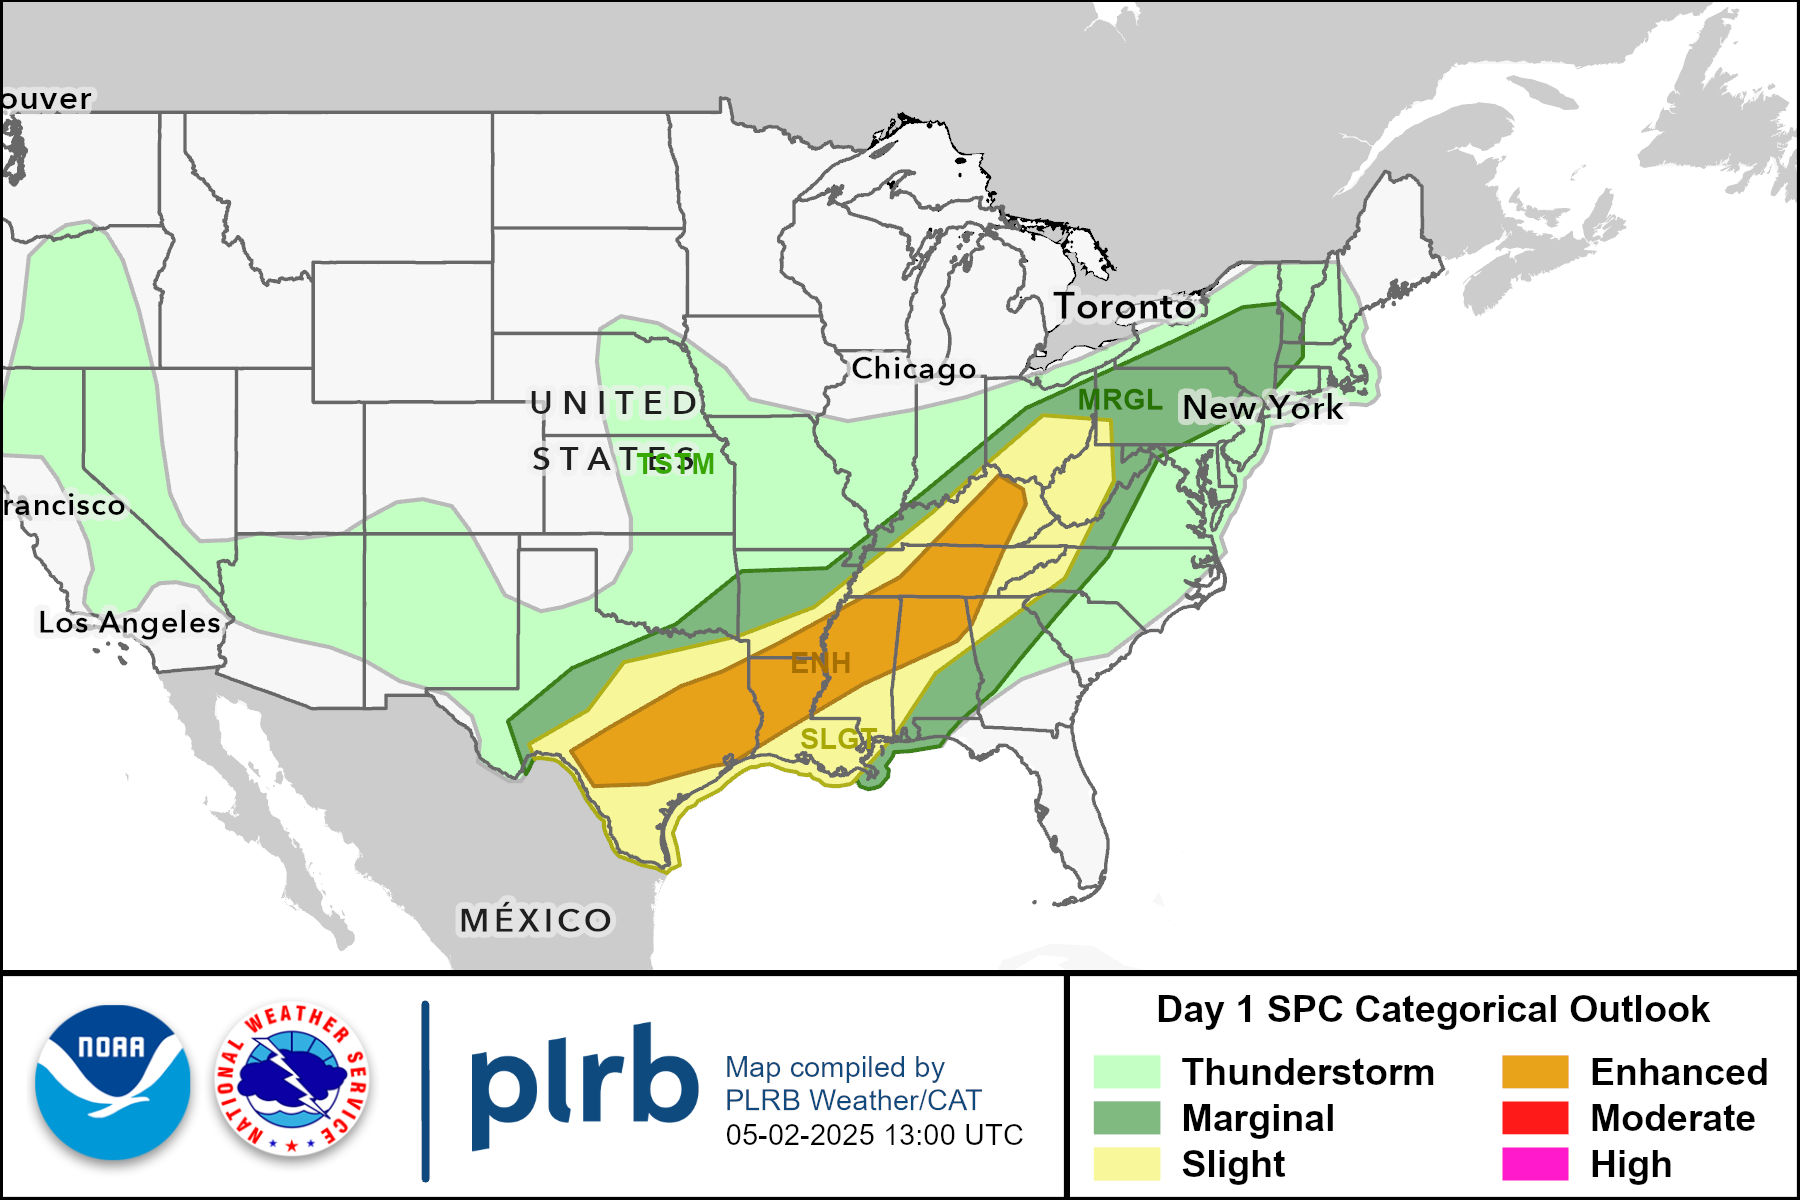 ouver
Toronto
Chicago
UNITED
MRGL
New York
STATES
TSTM
rancisco
Los Angeles
ENH
SLGT
MÉXICO
NOAA
NATIONAL WEATHER SERVICE
plrb
Map compiled by
PLRB Weather/CAT
05-02-2025 13:00 UTC
Day 1 SPC Categorical Outlook
Thunderstorm
Marginal
Slight
Enhanced
Moderate
High